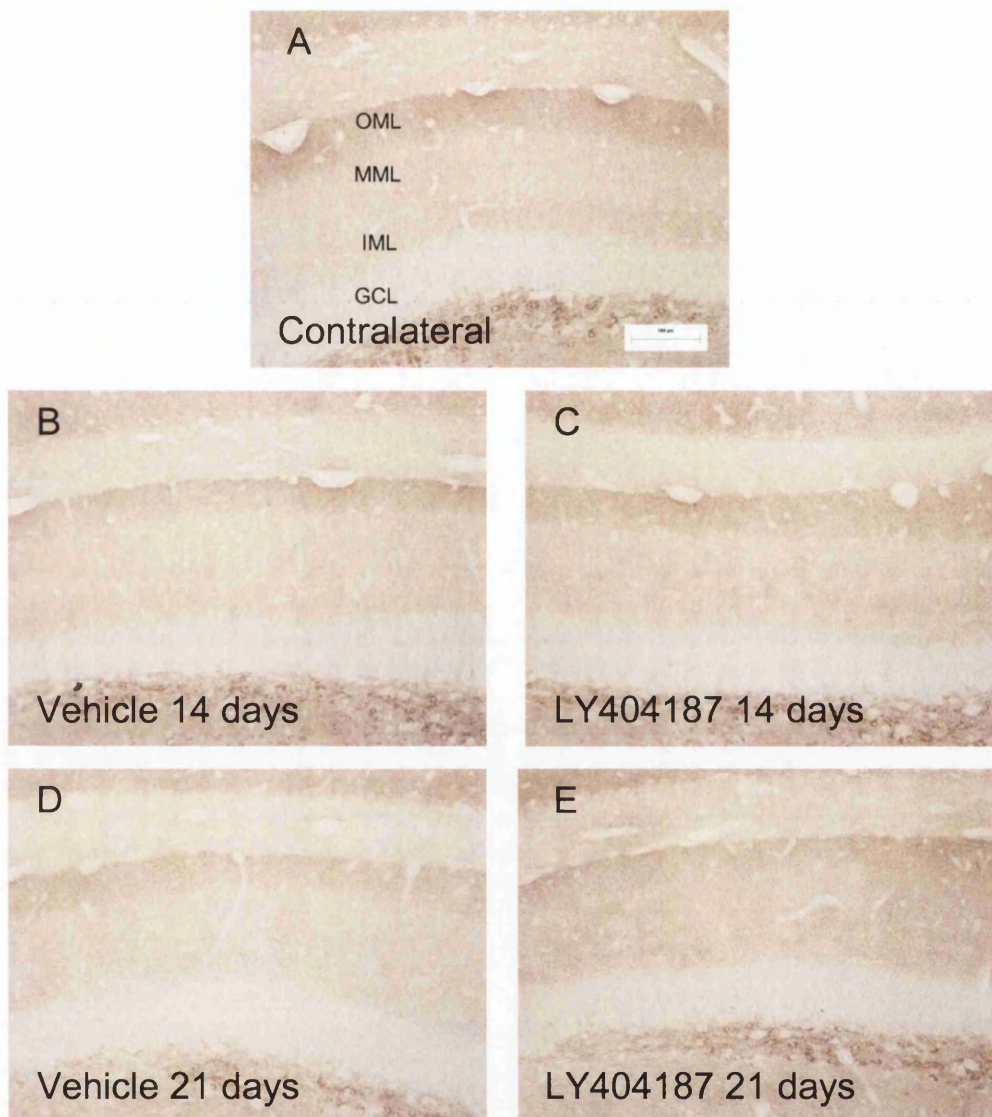 A
OML
MML
IML
GCL
Contralateral
B
Vehicle 14 days
C
LY404187 14 days
D
Vehicle 21 days
E
LY404187 21 days